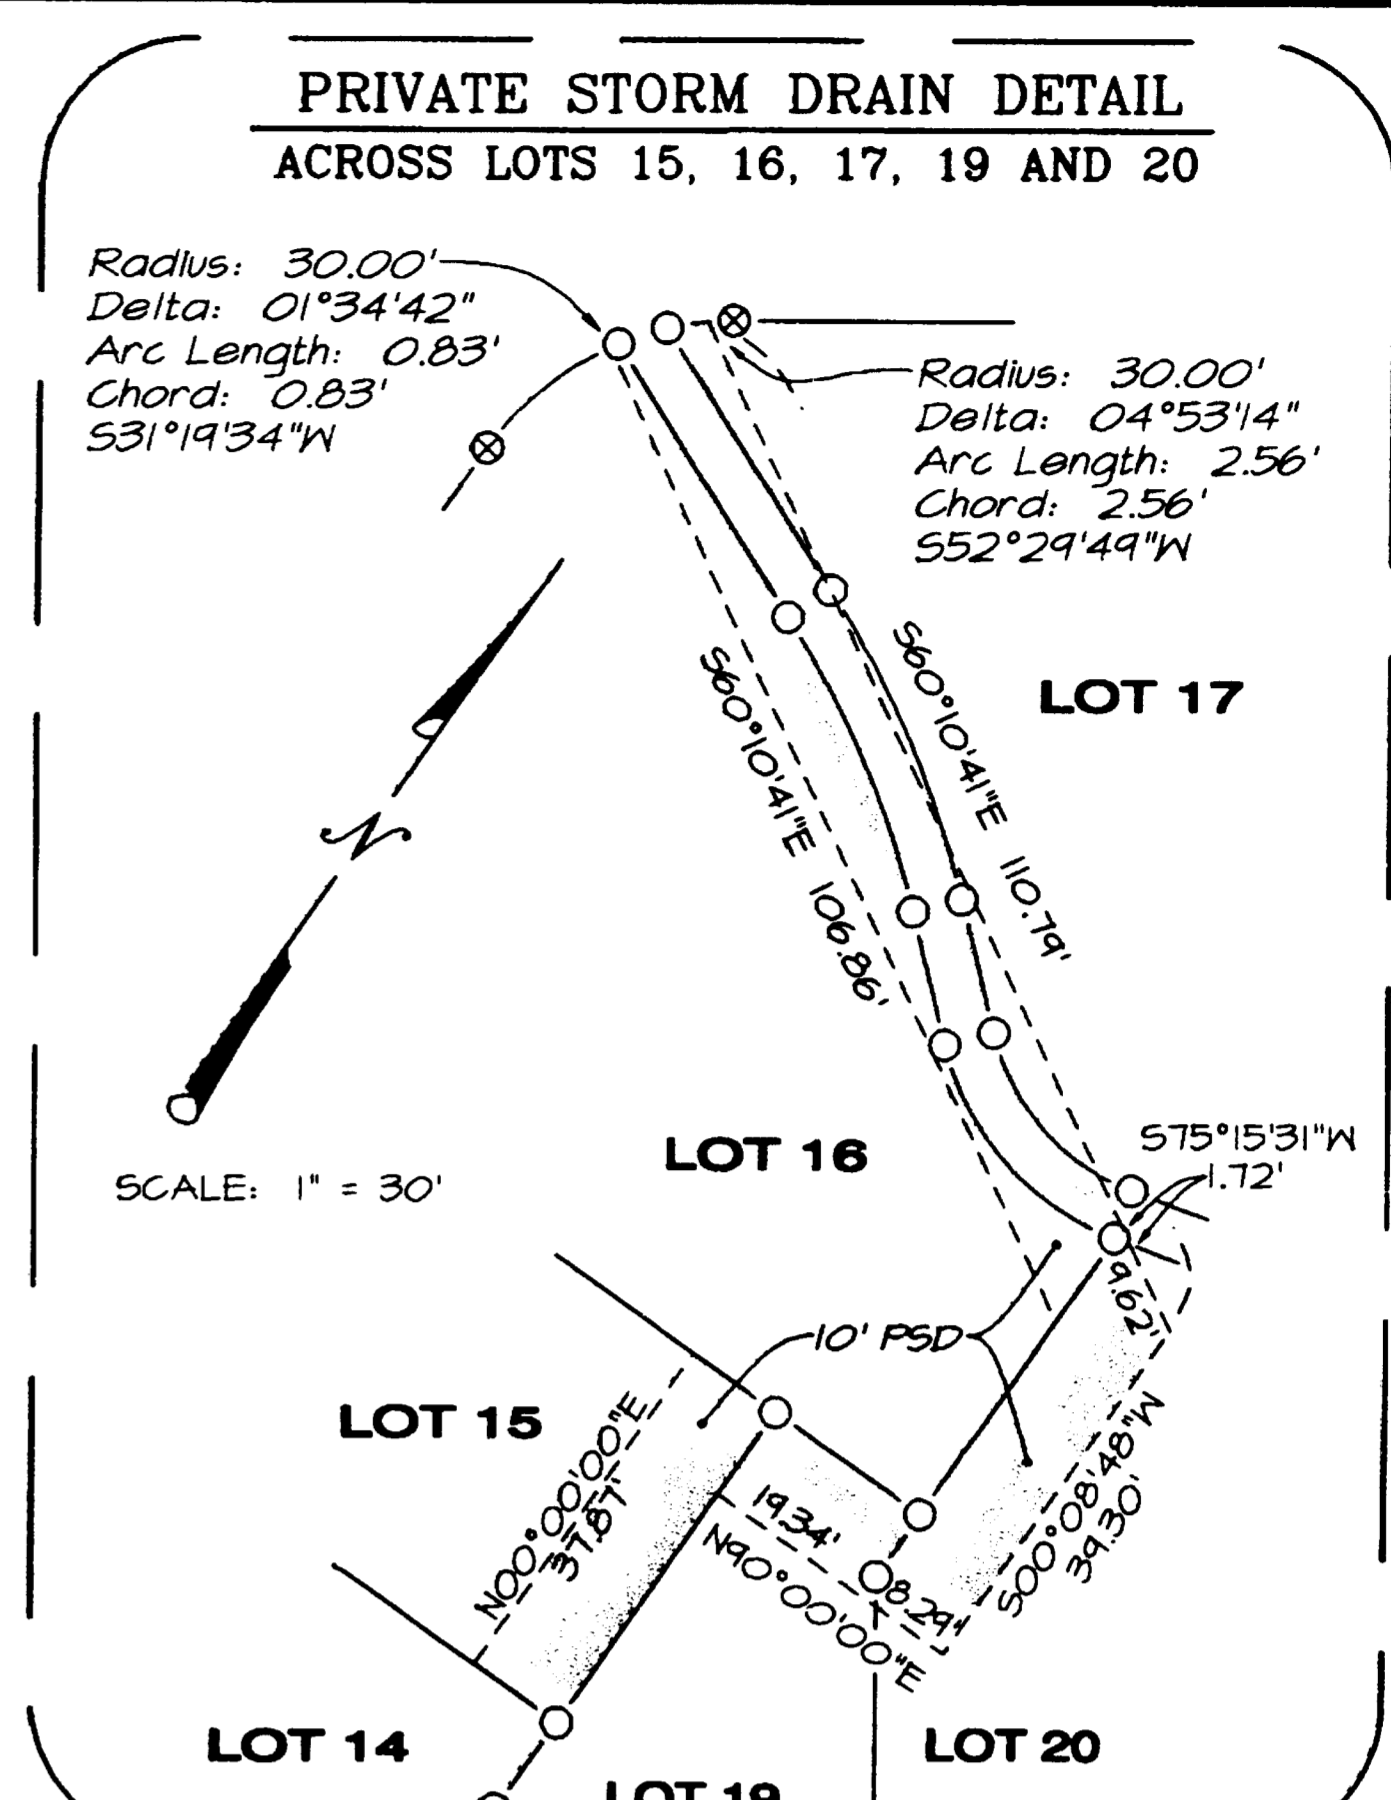 PRIVATE STORM DRAIN DETAIL
ACROSS LOTS 15, 16, 17, 19 AND 20
Radius: 30.00'
Delta: 01°34'42"
Arc Length: 0.83'
Chord: 0.83'
S31°19'34"W
Radius: 30.00'
Delta: 04°53'14"
Arc Length: 2.56'
Chord: 2.56'
S52°29'49"W
S60°10'41"E 106.86'
S60°10'41"E 110.79'
LOT 17
N
SCALE: 1" = 30'
LOT 16
S75°15'31"W
1.72'
9.62'
10' PSD
LOT 15
N00°00'00"E
37.87'
19.34'
N90°00'00"E
8.29'
S00°08'48"W
39.30'
LOT 14
LOT 20
LOT 19